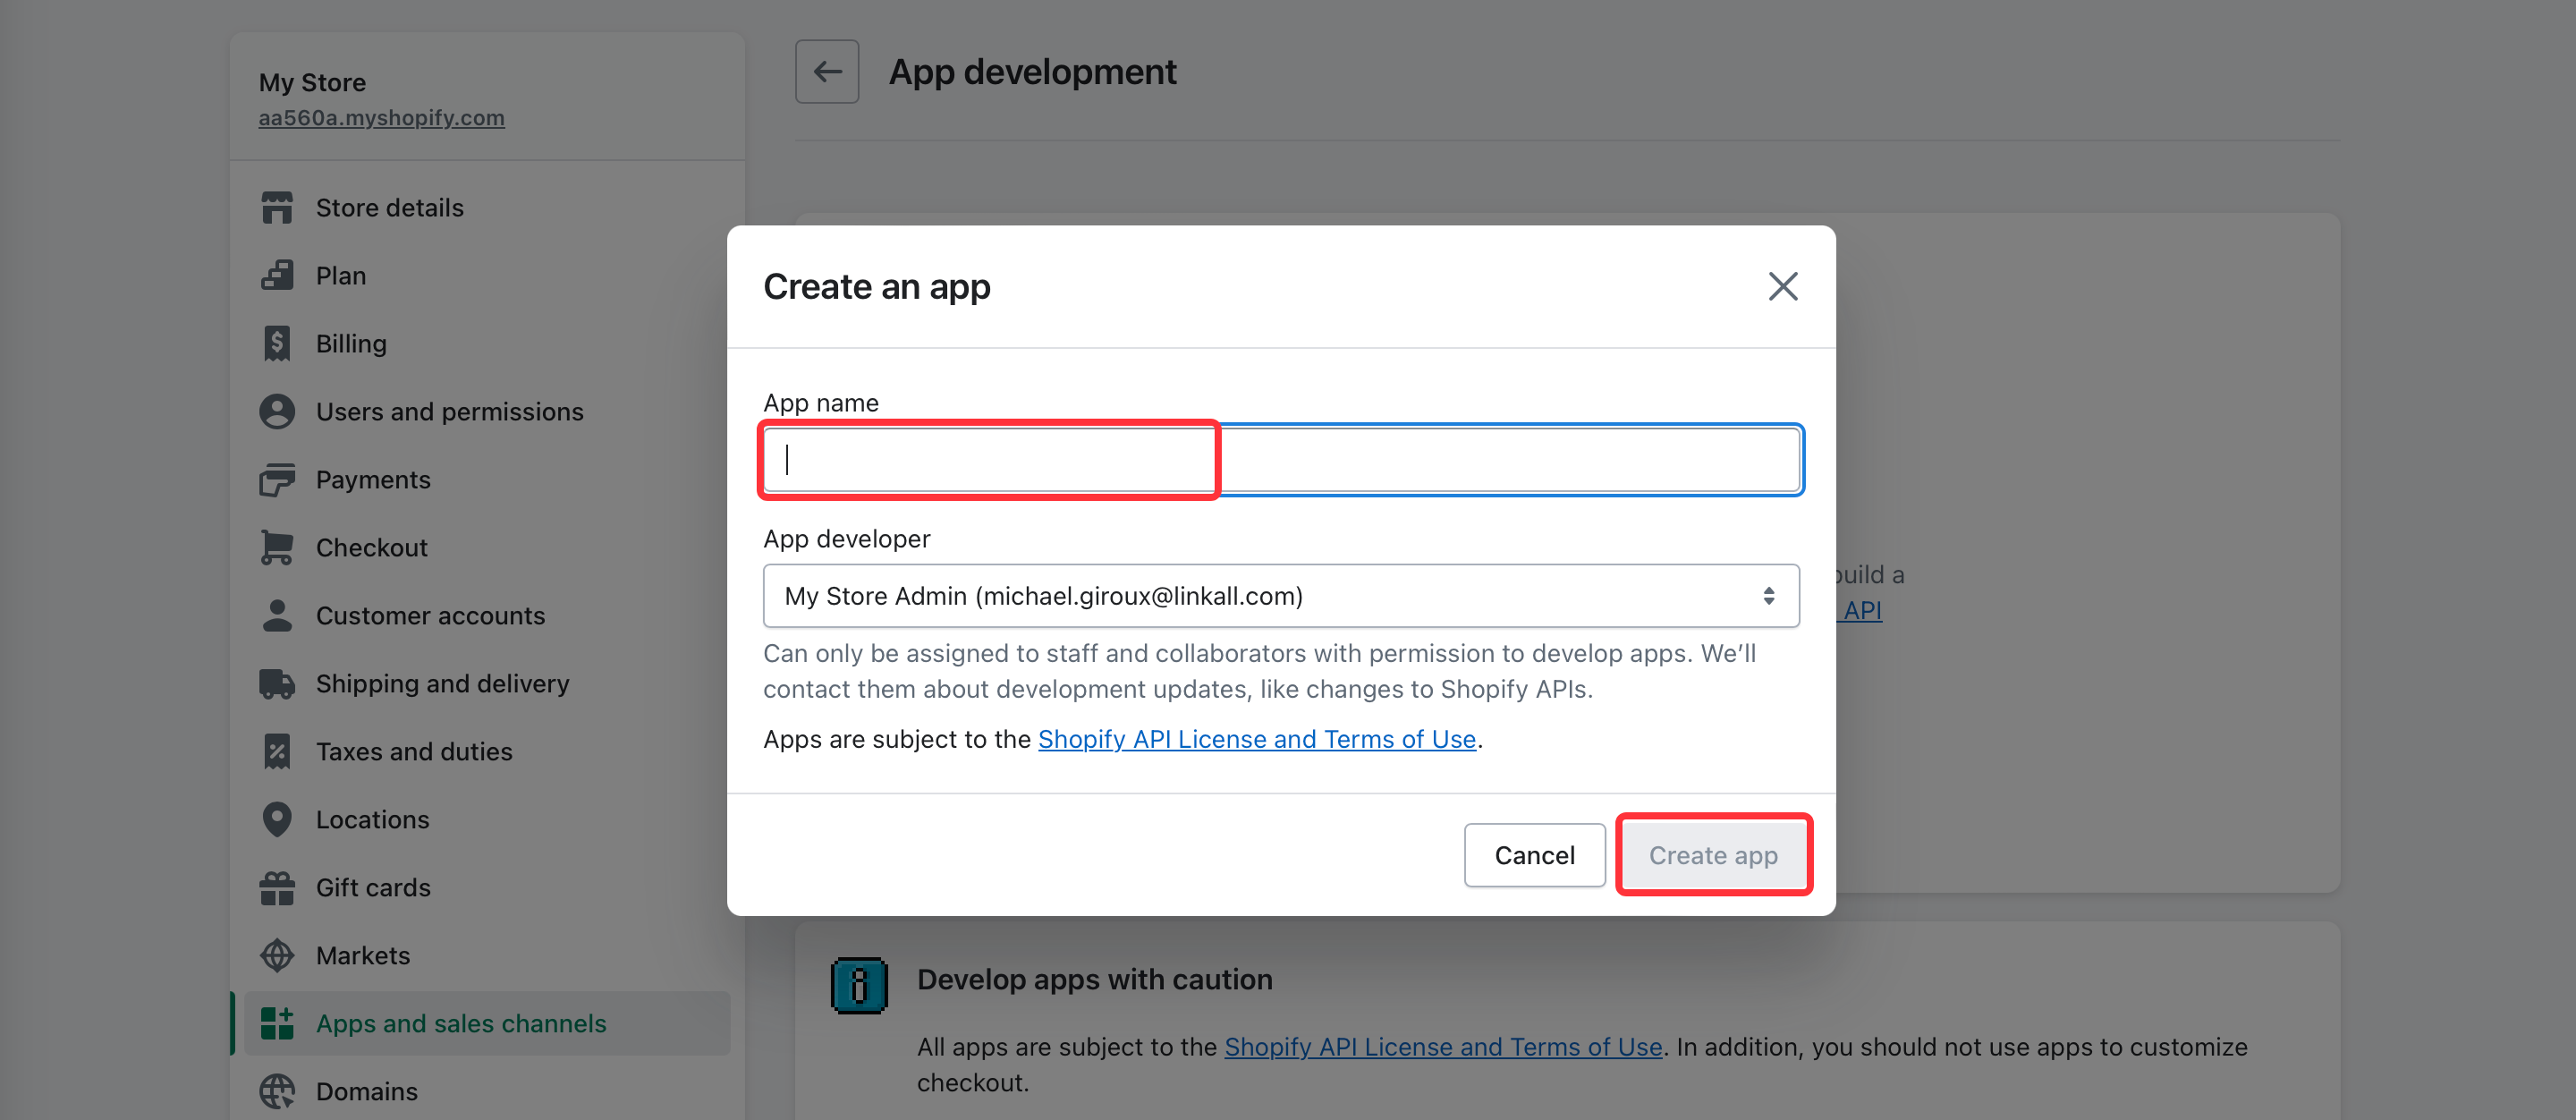 My Store
aa560a.myshopify.com
Store details
Plan
Billing
Users and permissions
Payments
Checkout
Customer accounts
Shipping and delivery
Taxes and duties
Locations
Gift cards
Markets
Apps and sales channels
Domains
App development
Create an app
App name
App developer
My Store Admin (michael.giroux@linkall.com)
Can only be assigned to staff and collaborators with permission to develop apps. We’ll
contact them about development updates, like changes to Shopify APIs.
Apps are subject to the Shopify API License and Terms of Use.
Cancel
Create app
build a
API
Develop apps with caution
All apps are subject to the Shopify API License and Terms of Use. In addition, you should not use apps to customize
checkout.